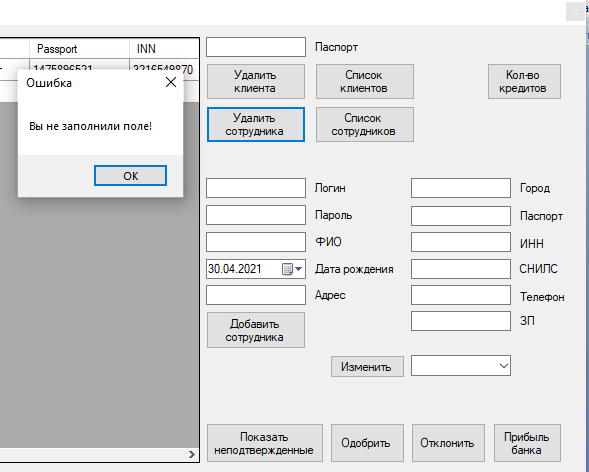 Passport INN
Паспорт
1475896521 3216549870
Ошибка
Вы не заполнили поле!
OK
Удалить
клиента
Список
клиентов
Кол-во
кредитов
Удалить
сотрудника
Список
сотрудников
Логин
Город
Пароль
Паспорт
ФИО
ИНН
30.04.2021
Дата рождения
СНИЛС
Адрес
Телефон
ЗП
Добавить
сотрудника
Изменить
Показать
неподтвержденные
Одобрить
Отклонить
Прибыль
банка